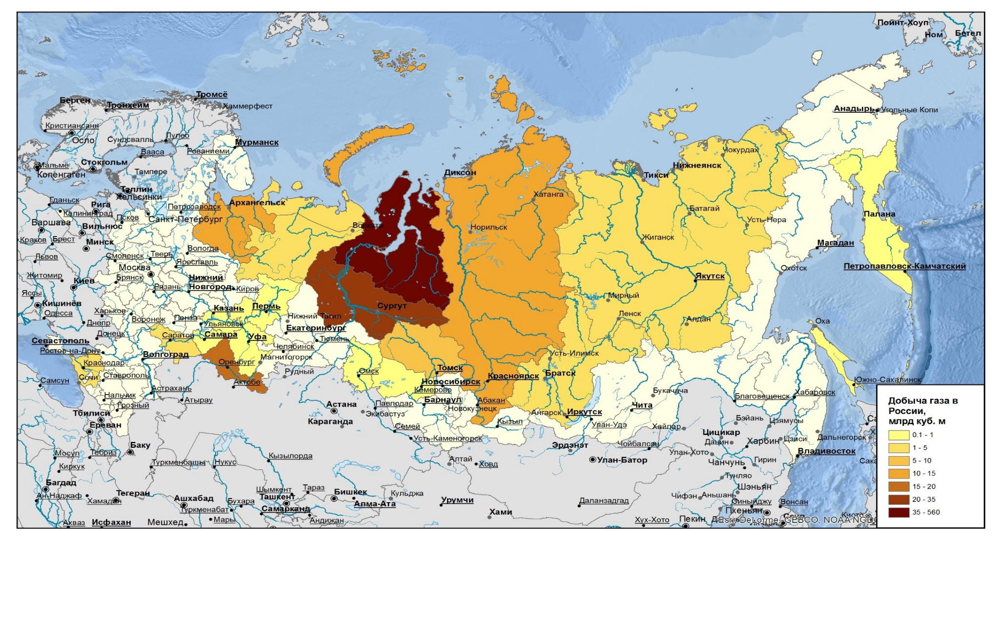 Пойнт-Хоуп
Ном
Бетел
Тромсё
Берген
Тронхейм
Хаммерфест
Анадырь
Угольные Копи
Кристиансанн
Осло
Сундсвалль
Лулео
Мурманск
Вааса
Рованиеми
Чокурдах
Мальме
Стокгольм
Копенгаген
Тампере
Диксон
Нижнеянск
Тикси
Таллин
Хельсинки
Хатанга
Гданьск
Рига
Архангельск
Петрозаводск
Батагай
Калининград
Псков
Санкт-Петербург
Палана
Варшава
Вильнюс
Воркута
Норильск
Усть-Нера
Краков
Брест
Минск
Жиганск
Магадан
Вологда
Львов
Смоленск
Тверь
Ярославль
Москва
Охотск
Петропавловск-Камчатский
Житомир
Киев
Брянск
Нижний
Новгород
Якутск
Рязань
Киров
Яссы
Мирный
Кишинёв
Сургут
Одесса
Харьков
Казань
Пермь
Ленск
Воронеж
Пенза
Нижний Тагил
Алдан
Оха
Днепр
Ульяновск
Екатеринбург
Донецк
Саратов
Самара
Уфа
Тюмень
Севастополь
Ростов-на-Дону
Волгоград
Челябинск
Усть-Илимск
Краснодар
Оренбург
Магнитогорск
Томск
Рудный
Омск
Братск
Сочи
Ставрополь
Красноярск
Самсун
Актобе
Новосибирск
Южно-Сахалинск
Астрахань
Кемерово
Букачача
Хабаровск
Нальчик
Атырау
Барнаул
Абакан
Благовещенск
Грозный
Астана
Павлодар
Новокузнецк
Чита
Тбилиси
Экибастуз
Ангарск
Иркутск
Ереван
Караганда
Кызыл
Улан-Удэ
Бэйань
Цзямусы
Семей
Хайлар
Цицикар
Усть-Каменогорск
Дацин
Харбин
Цзиси
Дальнегорск
Баку
Эрдэнэт
Чойбалсан
Владивосток
Мосул
Тебриз
Кызылорда
Улан-Хото
Туркменбашы
Нукус
Алтай
Ховд
Улан-Батор
Чанчунь
Гирин
Киркук
Тунляо
Багдад
Шымкент
Тараз
Бишкек
Кульджа
Шэньян
Ан-Наджаф
Хамадан
Тегеран
Ашхабад
Бухара
Ташкент
Алма-Ата
Урумчи
Даланзадгад
Чифэн
Аньшань
Синыйджу
Вонсан
Туркменабат
Самарканд
Хами
Пхеньян
Ахваз
Исфахан
Мешхед
Мары
Андижан
Хух-Хото
Пекин
Сеул
Киото
Esri, DeLorme, GEBCO, NOAA NGDC
Добыча газа в
России,
млрд куб. м
0.1 - 1
1 - 5
5 - 10
10 - 15
15 - 20
20 - 35
35 - 560